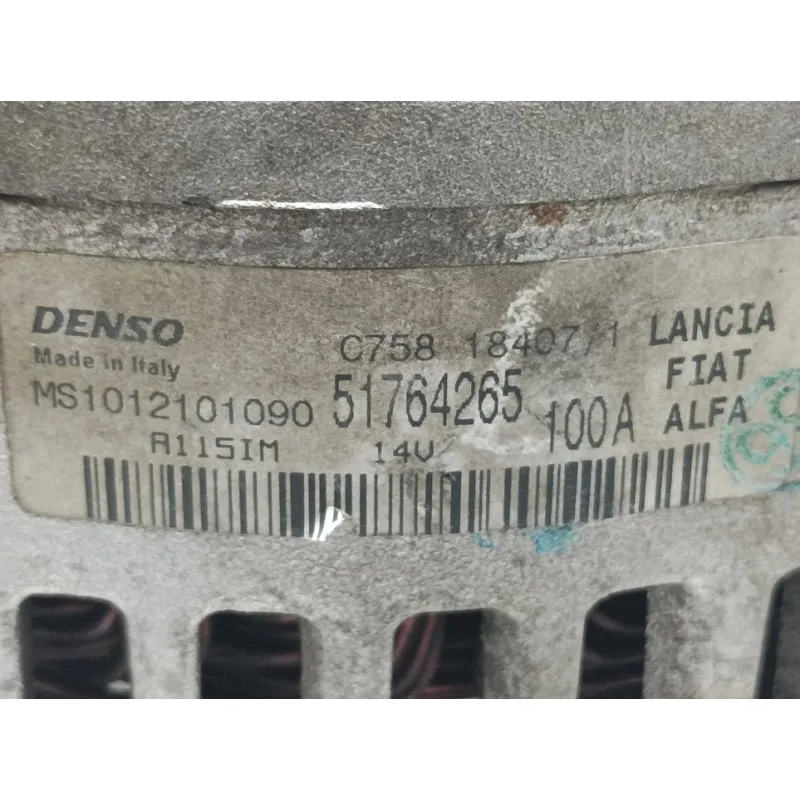 DENSO
Made in Italy
C758 18407/1
LANCIA
MS1012101090
51764265
100A
FIAT
ALFA
A115IM
14V